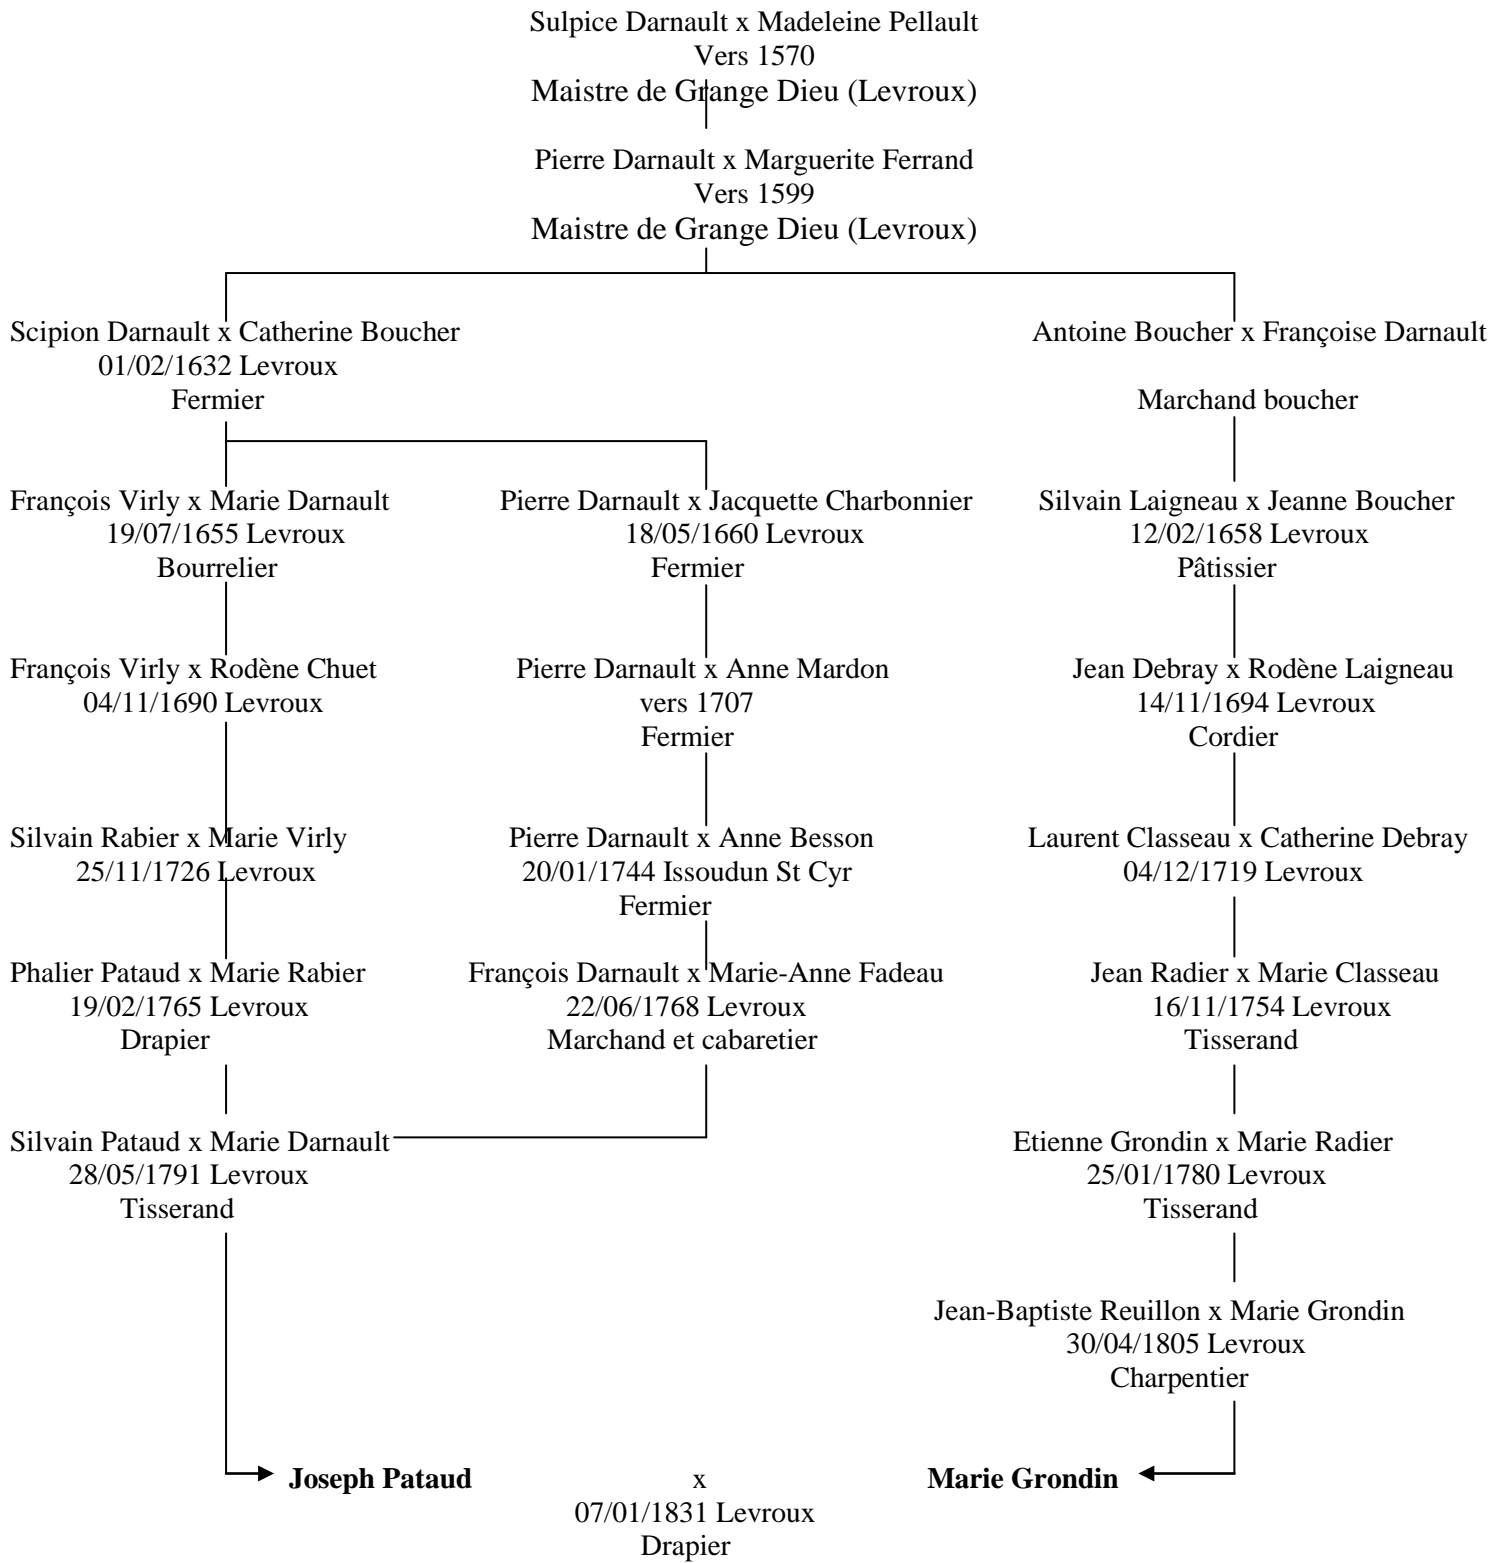 Sulpice Darnault x Madeleine Pellault
Vers 1570
Maistre de Grange Dieu (Levroux)
Pierre Darnault x Marguerite Ferrand
Vers 1599
Maistre de Grange Dieu (Levroux)
Scipion Darnault x Catherine Boucher
01/02/1632 Levroux
Fermier
Antoine Boucher x Françoise Darnault
Marchand boucher
François Virly x Marie Darnault
19/07/1655 Levroux
Bourrelier
Pierre Darnault x Jacquette Charbonnier
18/05/1660 Levroux
Fermier
Silvain Laigneau x Jeanne Boucher
12/02/1658 Levroux
Pâtissier
François Virly x Rodène Chuet
04/11/1690 Levroux
Pierre Darnault x Anne Mardon
vers 1707
Fermier
Jean Debray x Rodène Laigneau
14/11/1694 Levroux
Cordier
Silvain Rabier x Marie Virly
25/11/1726 Levroux
Pierre Darnault x Anne Besson
20/01/1744 Issoudun St Cyr
Fermier
Laurent Classeau x Catherine Debray
04/12/1719 Levroux
Phalier Pataud x Marie Rabier
19/02/1765 Levroux
Drapier
François Darnault x Marie-Anne Fadeau
22/06/1768 Levroux
Marchand et cabaretier
Jean Radier x Marie Classeau
16/11/1754 Levroux
Tisserand
Silvain Pataud x Marie Darnault
28/05/1791 Levroux
Tisserand
Etienne Grondin x Marie Radier
25/01/1780 Levroux
Tisserand
Jean-Baptiste Reuillon x Marie Grondin
30/04/1805 Levroux
Charpentier
Joseph Pataud x Marie Grondin
07/01/1831 Levroux
Drapier